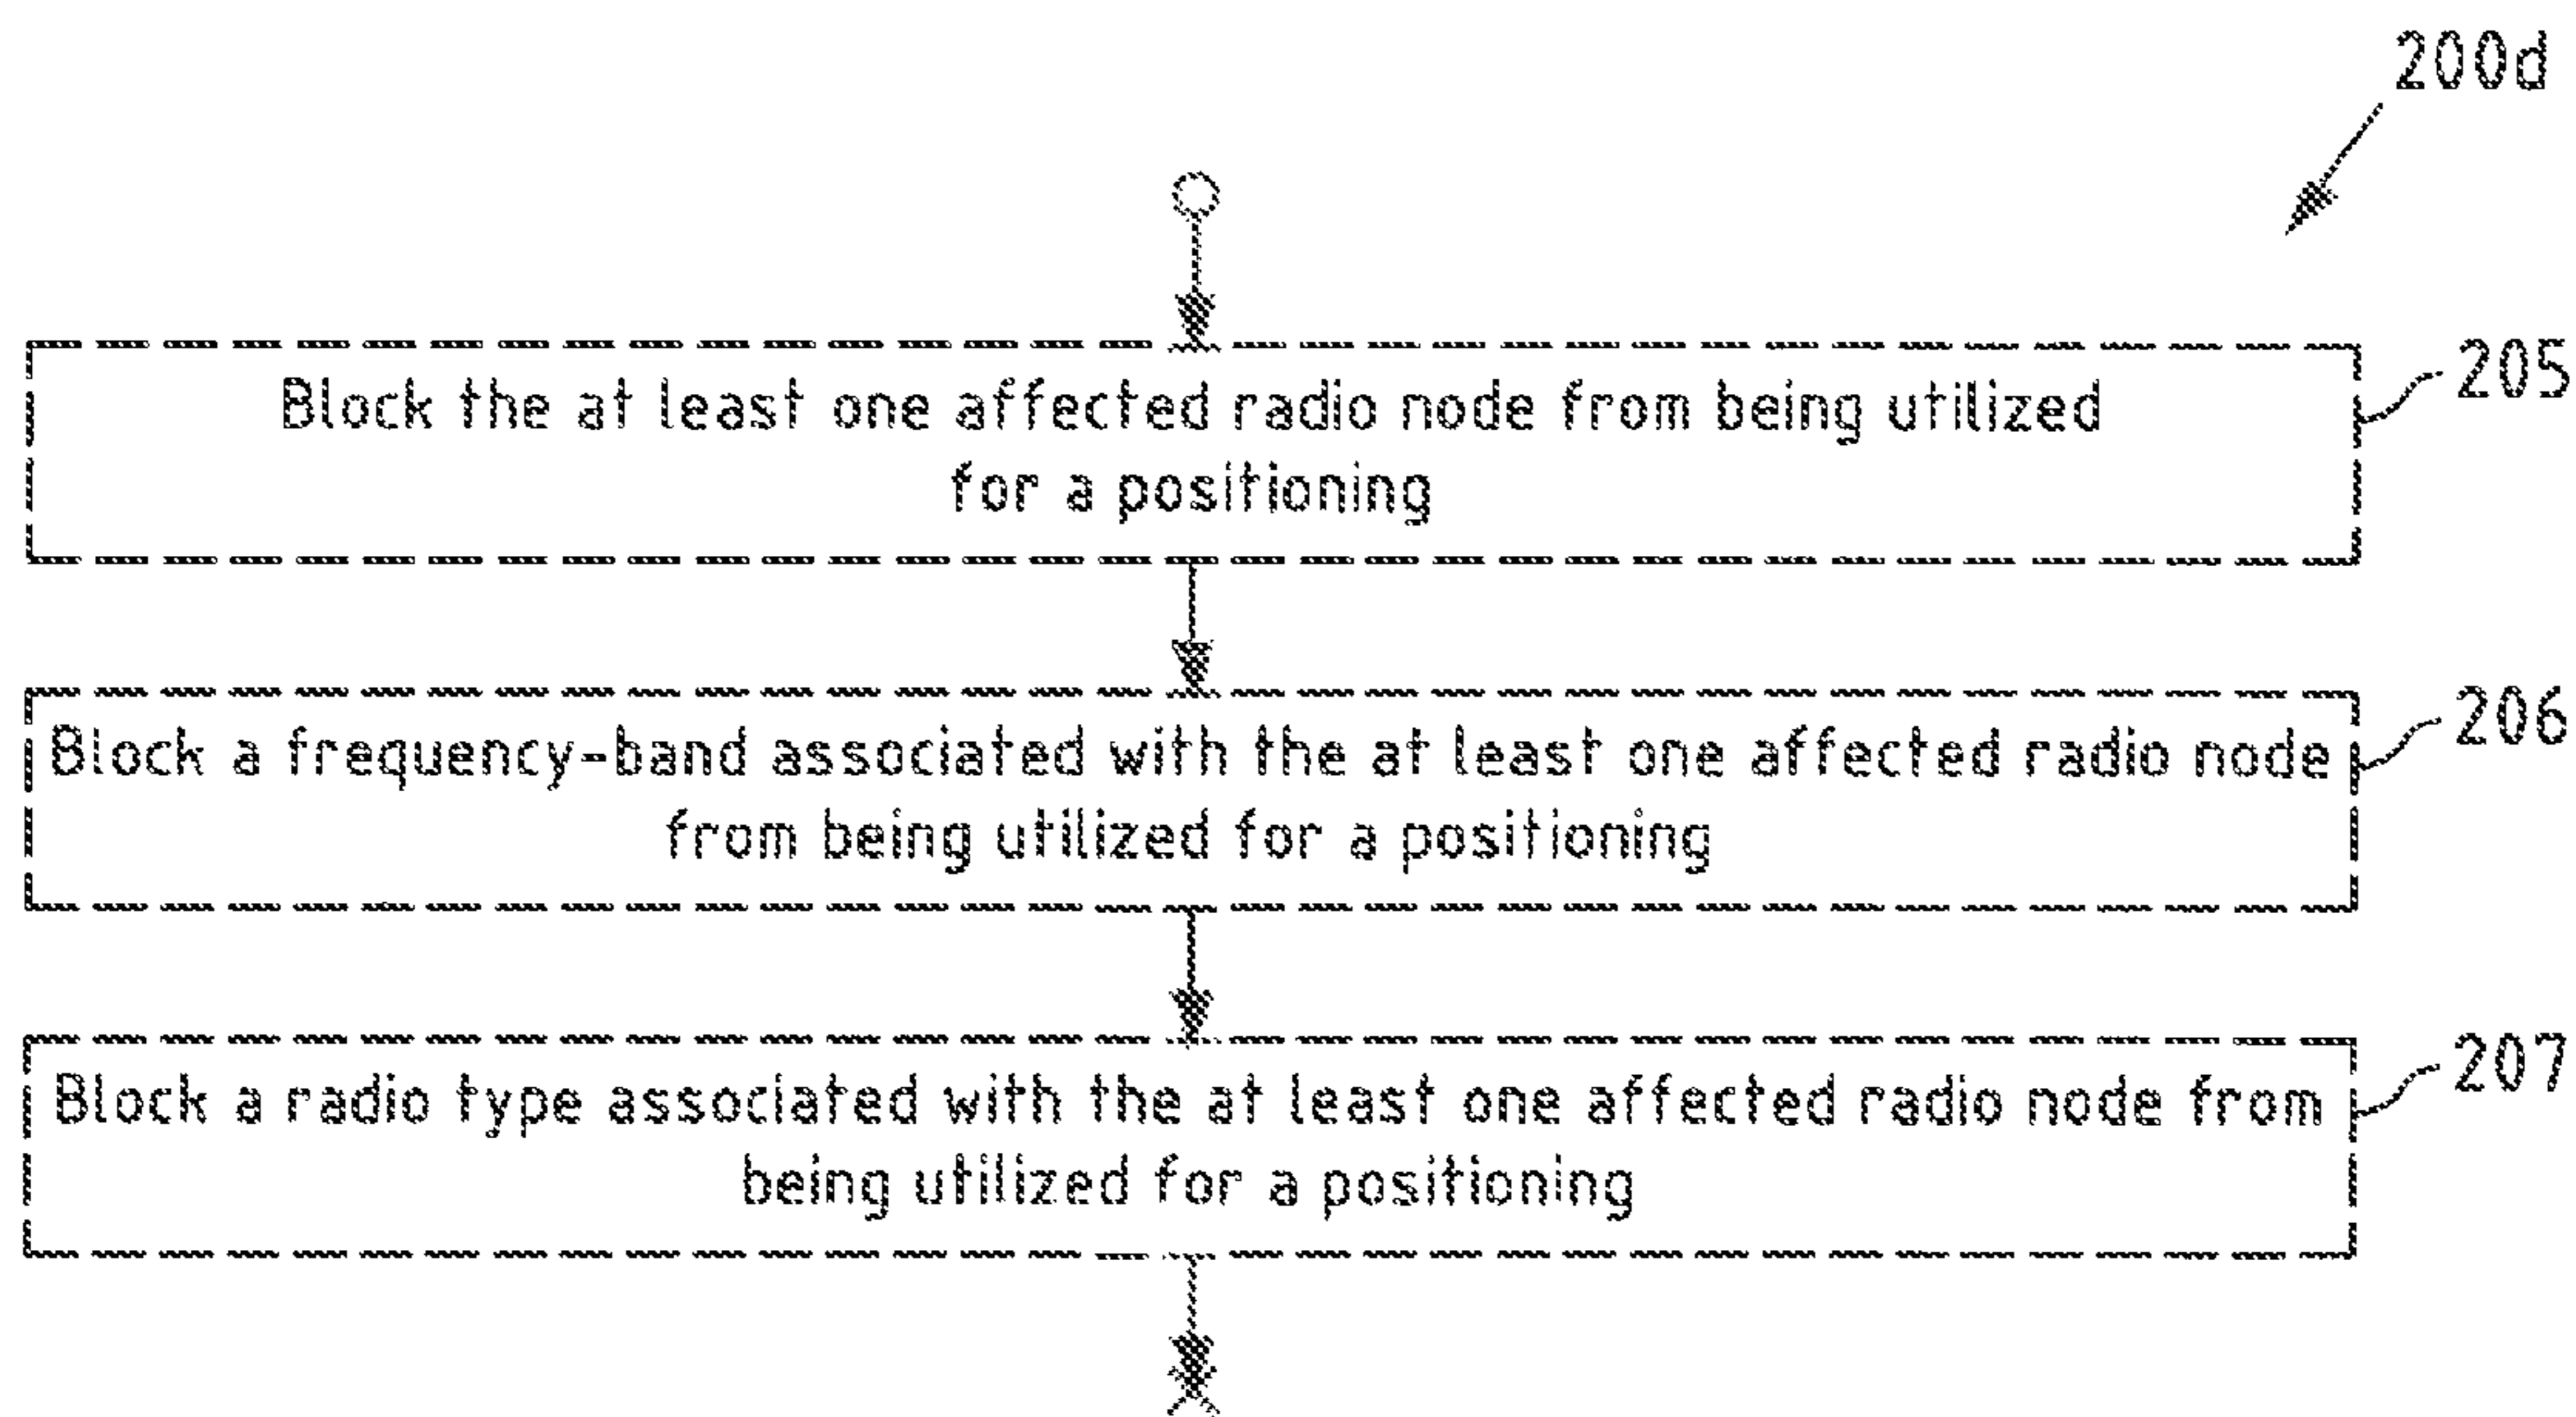 200d
Block the at least one affected radio node from being utilized
for a positioning
205
Block a frequency-band associated with the at least one affected radio node
from being utilized for a positioning
206
Block a radio type associated with the at least one affected radio node from
being utilized for a positioning
207